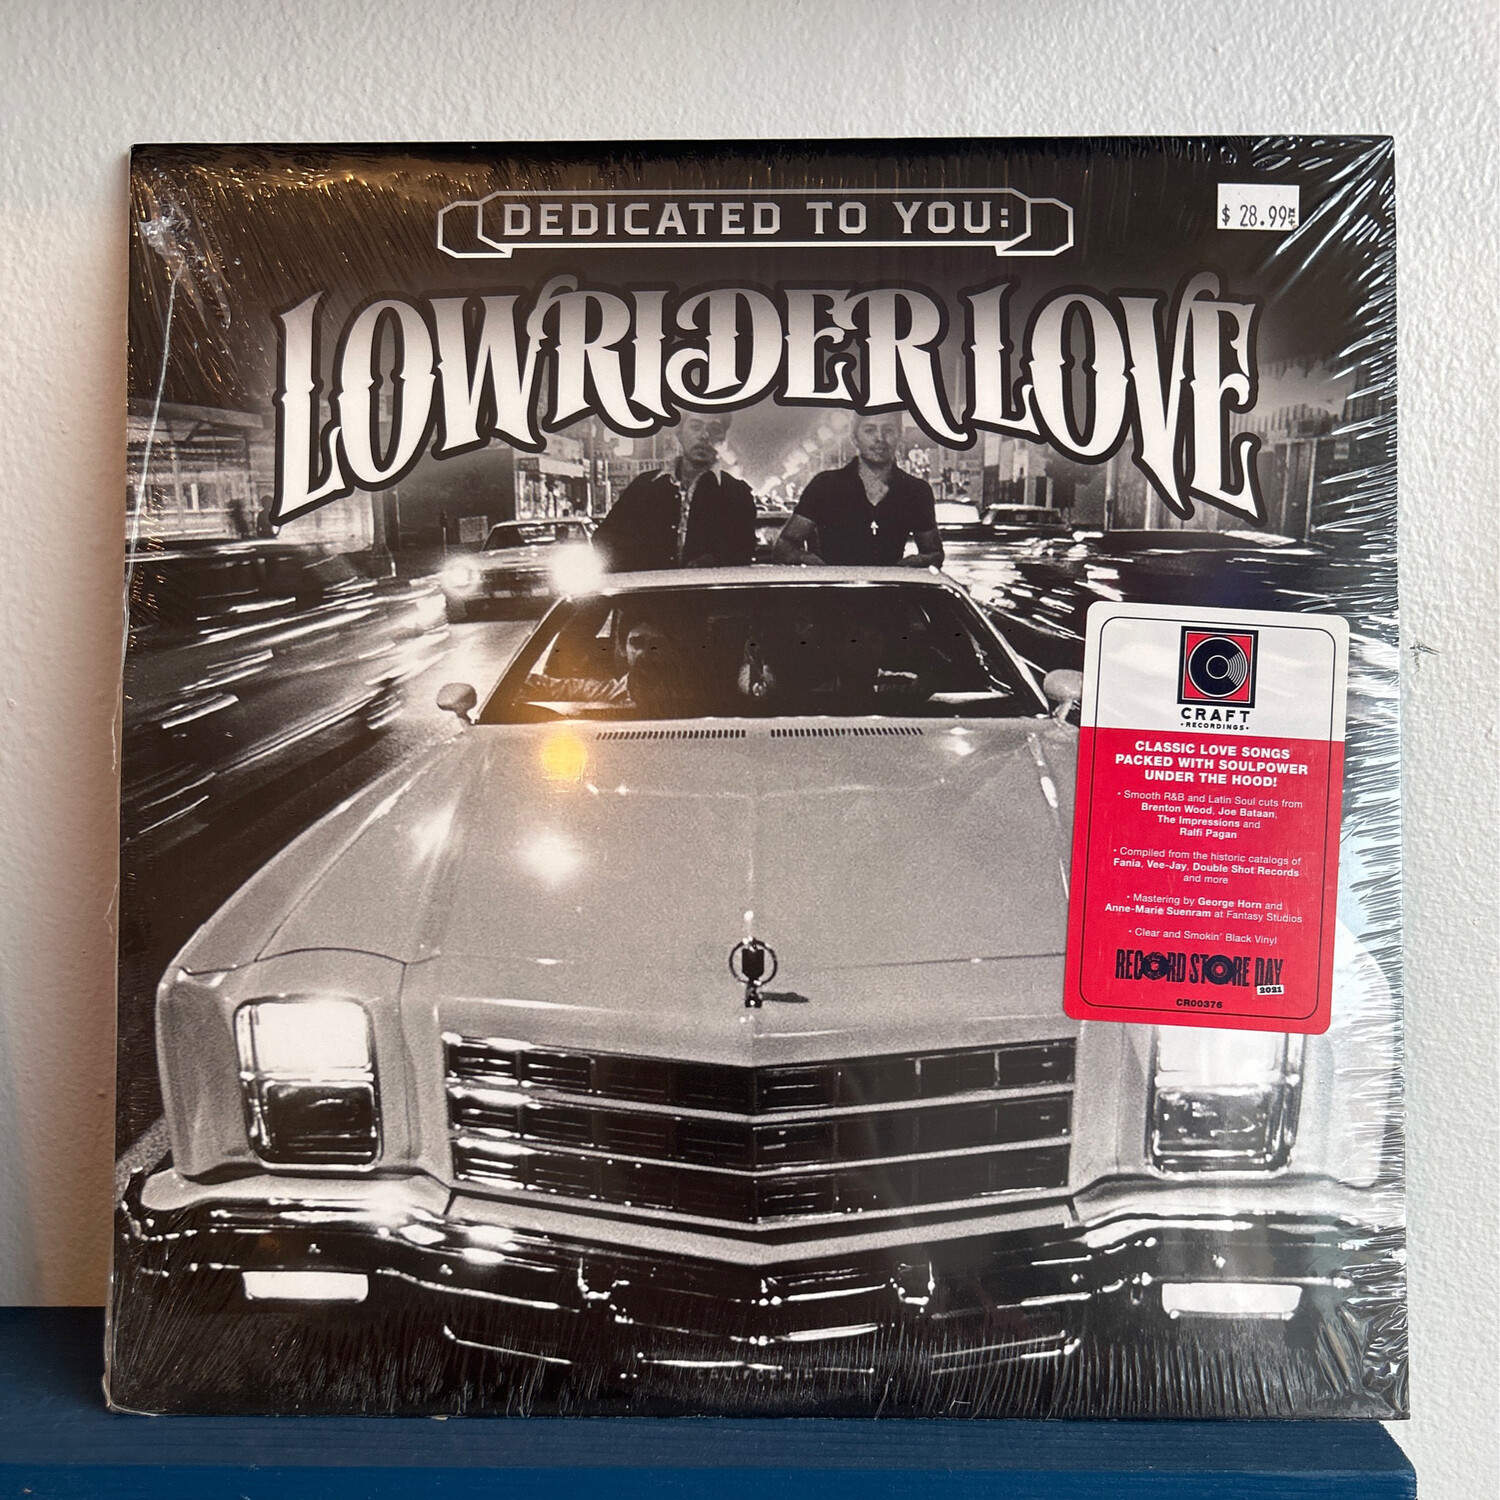 DEDICATED TO YOU:
$ 28.99
LOWRIDER LOVE
CRAFT
• RECORDINGS •
CLASSIC LOVE SONGS
PACKED WITH SOULPOWER
UNDER THE HOOD!
• Smooth R&B and Latin Soul cuts from
Brenton Wood, Joe Bataan,
The Impressions and
Ralfi Pagan
• Compiled from the historic catalogs of
Fania, Vee-Jay, Double Shot Records
and more
• Mastering by George Horn and
Anne-Marie Suenram at Fantasy Studios
• Clear and Smokin' Black Vinyl
RECORD STORE DAY
2021
CR00376
CALIFORNIA